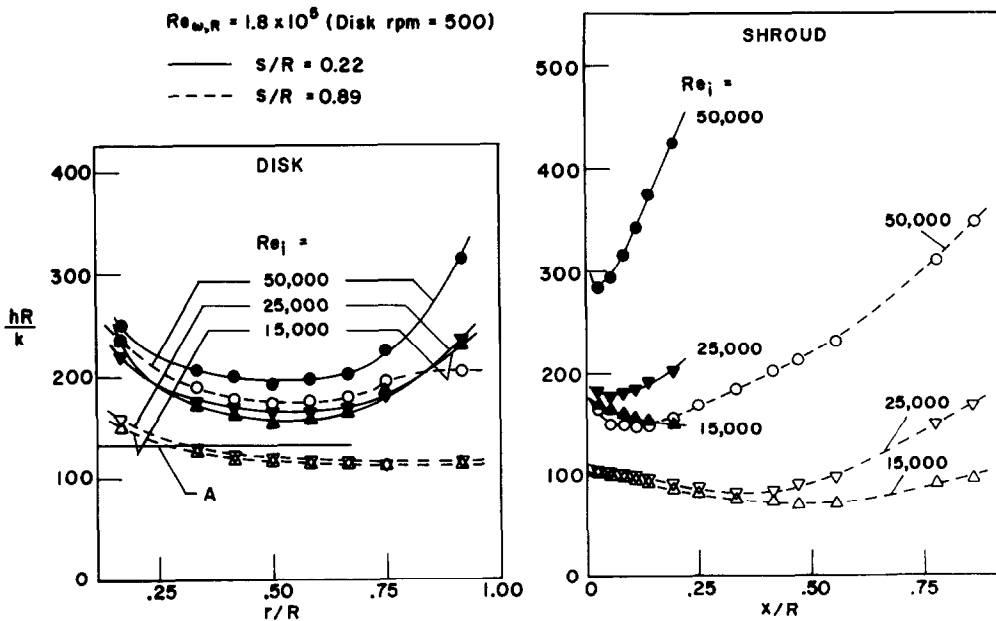 Re_ω,R = 1.8 x 10^5 (Disk rpm = 500)
S/R = 0.22
S/R = 0.89
DISK
Re_i =
50,000
25,000
15,000
A
hR/k
400
300
200
100
0
.25
.50
.75
1.00
r/R
SHROUD
Re_i =
50,000
50,000
25,000
15,000
25,000
15,000
500
400
300
200
100
0
0
.25
.50
.75
X/R